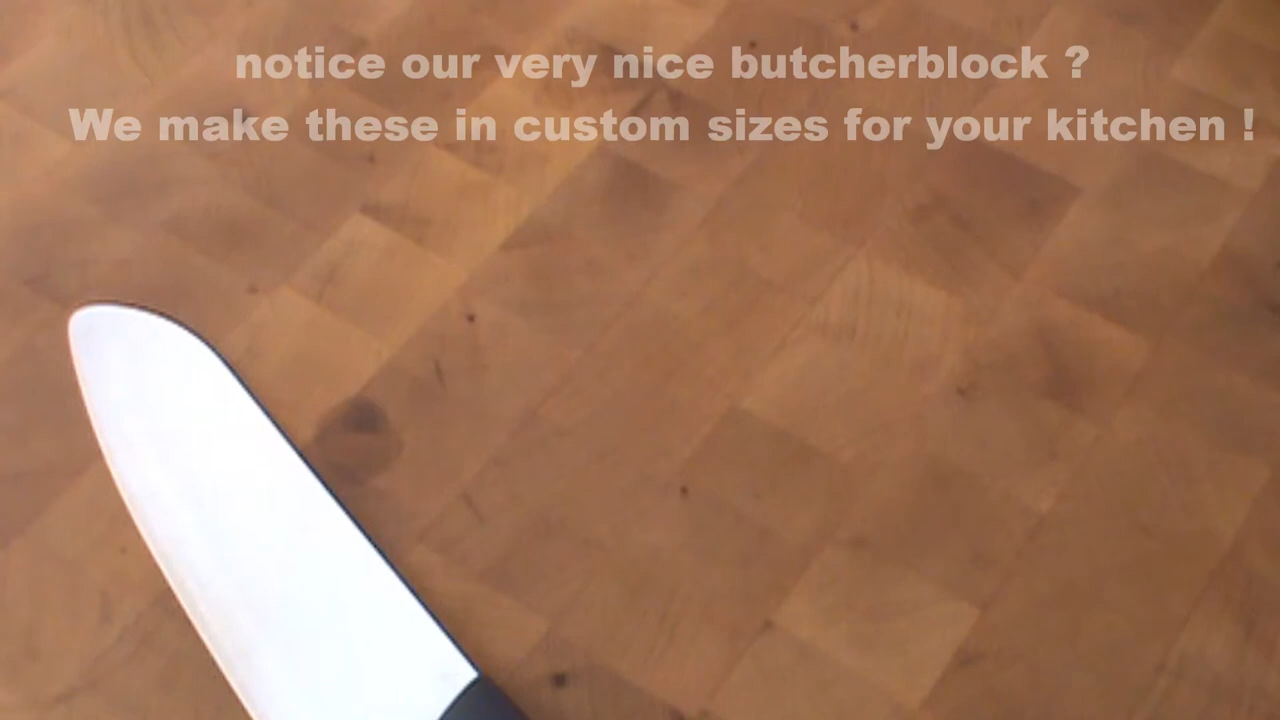 notice our very nice butcherblock ?
We make these in custom sizes for your kitchen !